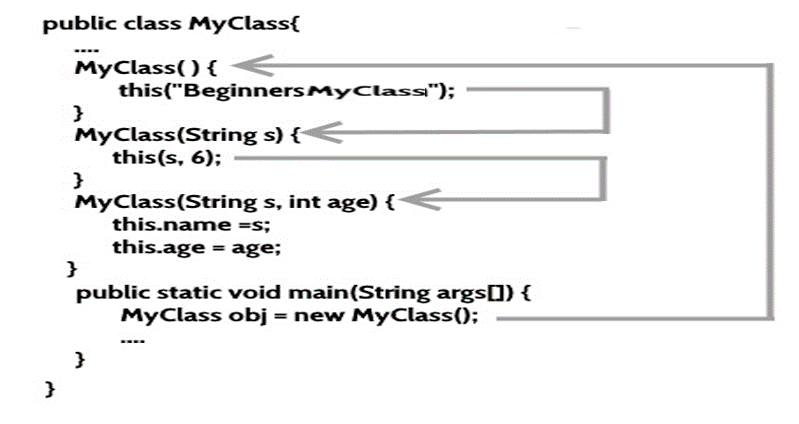 public class MyClass{
....
MyClass( ) {
this("BeginnersMyClass");
}
MyClass(String s) {
this(s, 6);
}
MyClass(String s, int age) {
this.name =s;
this.age = age;
}
public static void main(String args[]) {
MyClass obj = new MyClass();
....
}
}